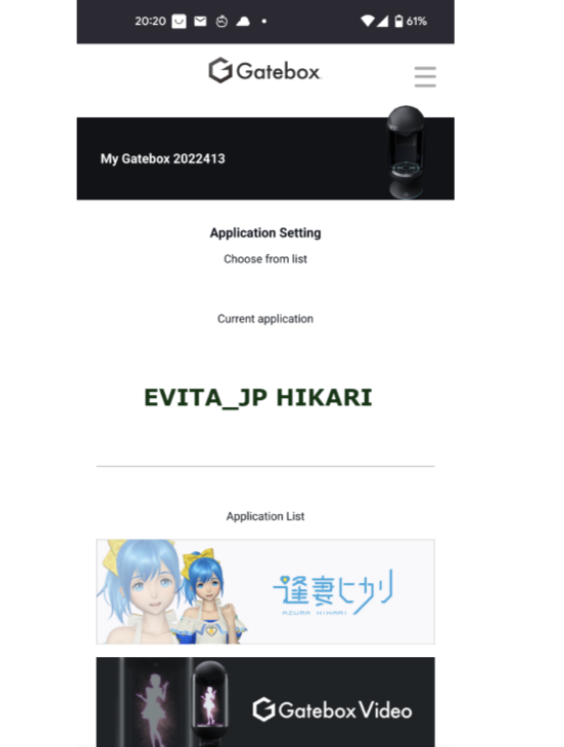 20:20
61%
Gatebox
My Gatebox 2022413
Application Setting
Choose from list
Current application
EVITA_JP HIKARI
Application List
逢妻ヒカリ
AZUMA HIKARI
Gatebox Video